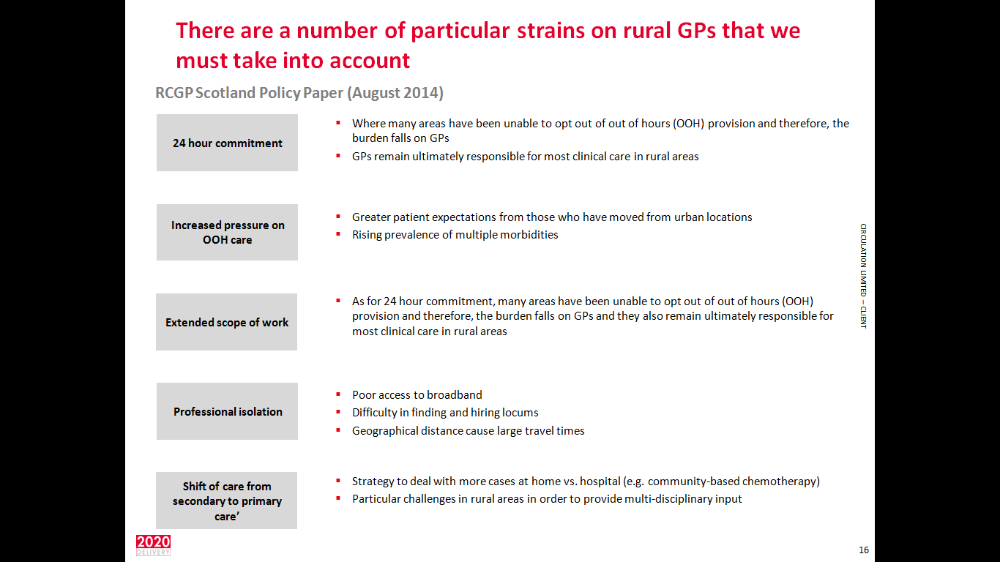 There are a number of particular strains on rural GPs that we
must take into account
RCGP Scotland Policy Paper (August 2014)
24 hour commitment
▪ Where many areas have been unable to opt out of out of hours (OOH) provision and therefore, the
burden falls on GPs
▪ GPs remain ultimately responsible for most clinical care in rural areas
Increased pressure on
OOH care
▪ Greater patient expectations from those who have moved from urban locations
▪ Rising prevalence of multiple morbidities
Extended scope of work
▪ As for 24 hour commitment, many areas have been unable to opt out of out of hours (OOH)
provision and therefore, the burden falls on GPs and they also remain ultimately responsible for
most clinical care in rural areas
Professional isolation
▪ Poor access to broadband
▪ Difficulty in finding and hiring locums
▪ Geographical distance cause large travel times
Shift of care from
secondary to primary
care’
▪ Strategy to deal with more cases at home vs. hospital (e.g. community-based chemotherapy)
▪ Particular challenges in rural areas in order to provide multi-disciplinary input
CIRCULATION LIMITED – CLIENT
2020
DELIVERY
16